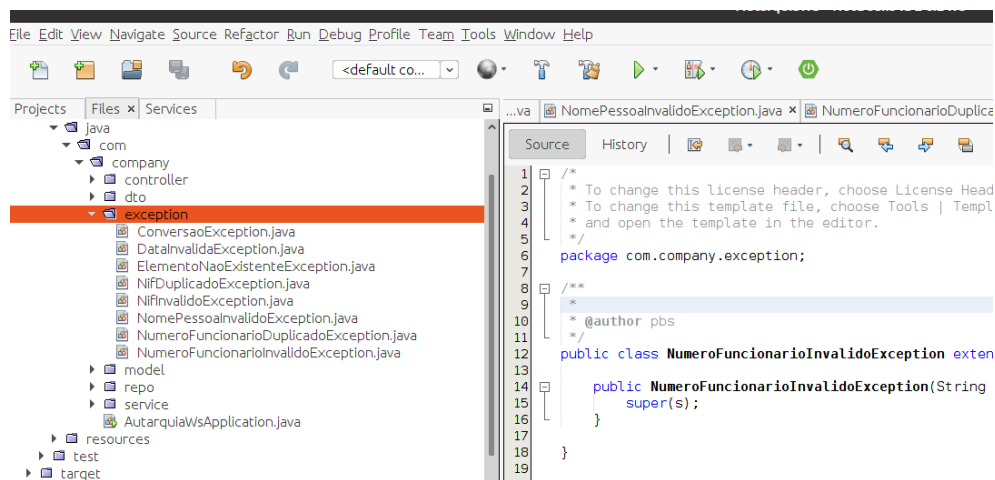 File Edit View Navigate Source Refactor Run Debug Profile Team Tools Window Help
<default co...
Projects Files × Services
...va NomePessoaInvalidoException.java × NumeroFuncionarioDuplica
java
com
company
controller
dto
exception
ConversaoException.java
DataInvalidaException.java
ElementoNaoExistenteException.java
NifDuplicadoException.java
NifInvalidoException.java
NomePessoaInvalidoException.java
NumeroFuncionarioDuplicadoException.java
NumeroFuncionarioInvalidoException.java
model
repo
service
AutarquiaWsApplication.java
resources
test
target
Source History
1 /*
2 * To change this license header, choose License Head
3 * To change this template file, choose Tools | Templ
4 * and open the template in the editor.
5 */
6 package com.company.exception;
7
8 /**
9 *
10 * @author pbs
11 */
12 public class NumeroFuncionarioInvalidoException exten
13
14 public NumeroFuncionarioInvalidoException(String
15 super(s);
16 }
17
18 }
19